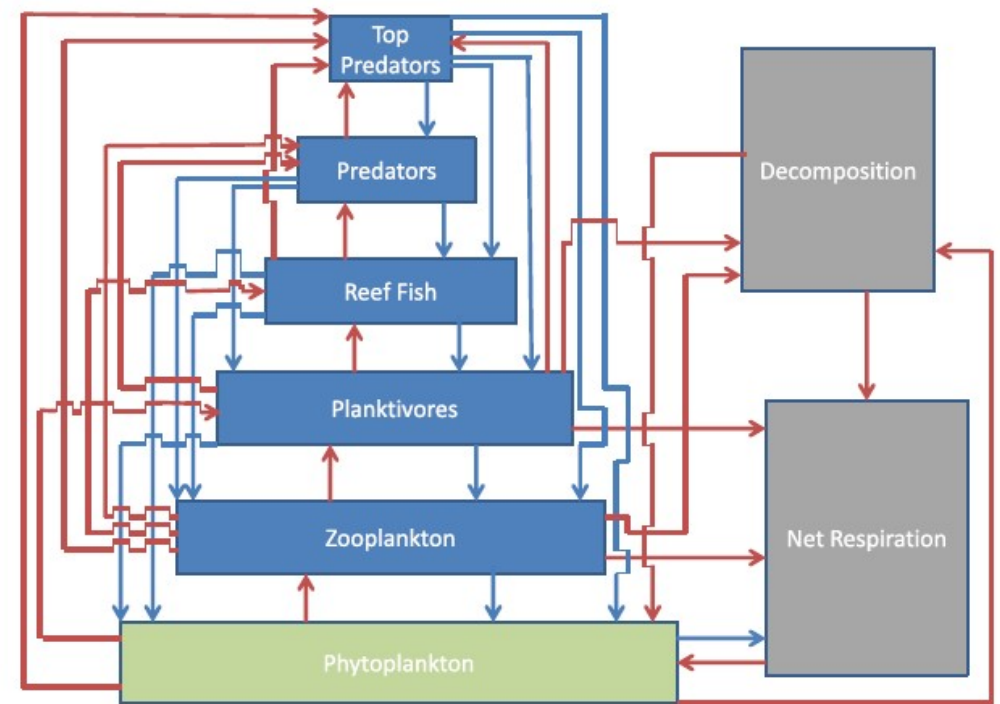 Top
Predators
Predators
Decomposition
Reef Fish
Planktivores
Zooplankton
Net Respiration
Phytoplankton